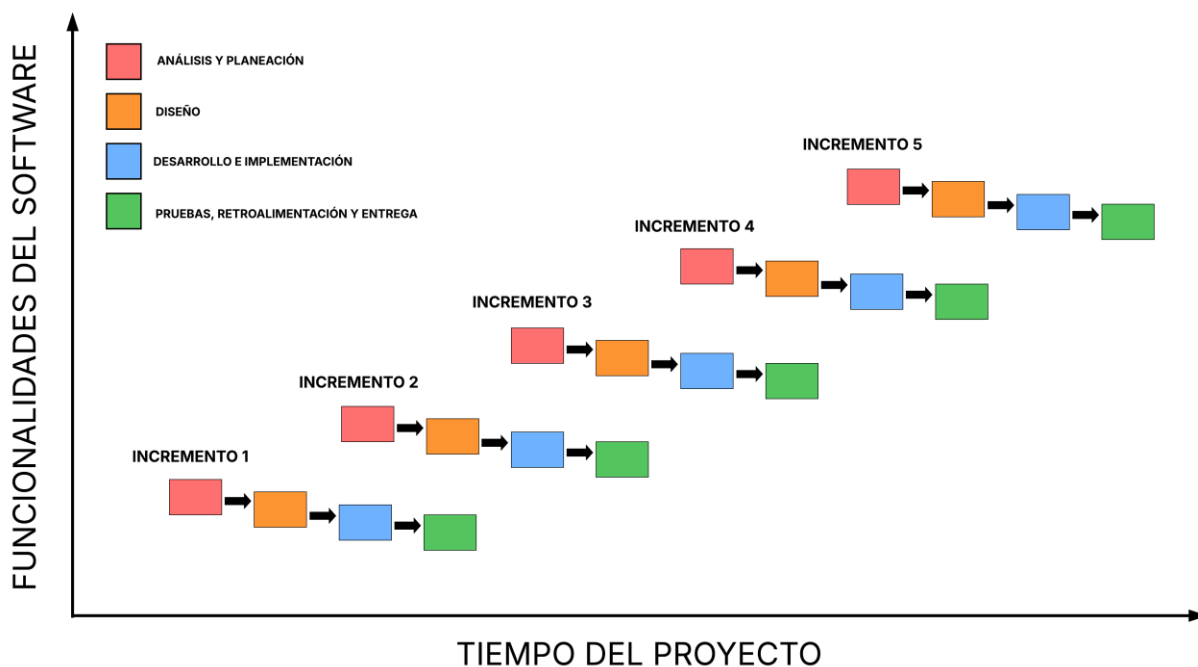 FUNCIONALIDADES DEL SOFTWARE
ANÁLISIS Y PLANEACIÓN
DISEÑO
DESARROLLO E IMPLEMENTACIÓN
PRUEBAS, RETROALIMENTACIÓN Y ENTREGA
INCREMENTO 5
INCREMENTO 4
INCREMENTO 3
INCREMENTO 2
INCREMENTO 1
TIEMPO DEL PROYECTO